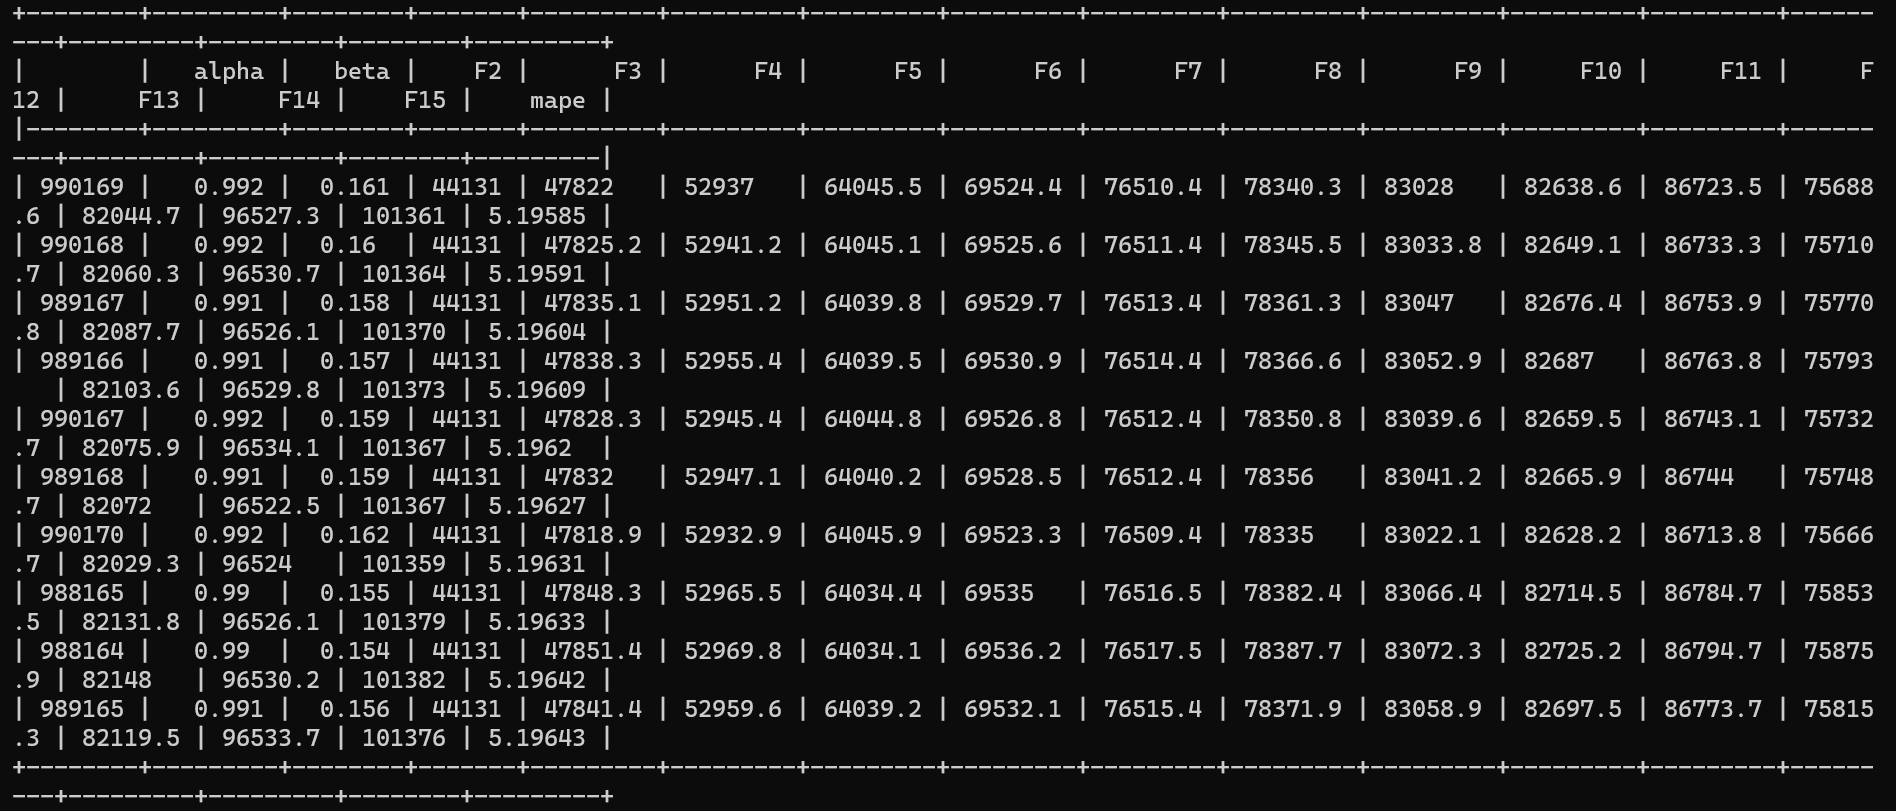 +--------+---------+--------+-------+---------+---------+---------+---------+---------+---------+---------+---------+---------+------
---+---------+---------+--------+---------+
|        |   alpha |   beta |    F2 |      F3 |      F4 |      F5 |      F6 |      F7 |      F8 |      F9 |     F10 |     F11 |     F
12 |     F13 |     F14 |    F15 |    mape |
|--------+---------+--------+-------+---------+---------+---------+---------+---------+---------+---------+---------+---------+------
---+---------+---------+--------+---------|
| 990169 |   0.992 |  0.161 | 44131 | 47822   | 52937   | 64045.5 | 69524.4 | 76510.4 | 78340.3 | 83028   | 82638.6 | 86723.5 | 75688
.6 | 82044.7 | 96527.3 | 101361 | 5.19585 |
| 990168 |   0.992 |  0.16  | 44131 | 47825.2 | 52941.2 | 64045.1 | 69525.6 | 76511.4 | 78345.5 | 83033.8 | 82649.1 | 86733.3 | 75710
.7 | 82060.3 | 96530.7 | 101364 | 5.19591 |
| 989167 |   0.991 |  0.158 | 44131 | 47835.1 | 52951.2 | 64039.8 | 69529.7 | 76513.4 | 78361.3 | 83047   | 82676.4 | 86753.9 | 75770
.8 | 82087.7 | 96526.1 | 101370 | 5.19604 |
| 989166 |   0.991 |  0.157 | 44131 | 47838.3 | 52955.4 | 64039.5 | 69530.9 | 76514.4 | 78366.6 | 83052.9 | 82687   | 86763.8 | 75793
   | 82103.6 | 96529.8 | 101373 | 5.19609 |
| 990167 |   0.992 |  0.159 | 44131 | 47828.3 | 52945.4 | 64044.8 | 69526.8 | 76512.4 | 78350.8 | 83039.6 | 82659.5 | 86743.1 | 75732
.7 | 82075.9 | 96534.1 | 101367 | 5.1962  |
| 989168 |   0.991 |  0.159 | 44131 | 47832   | 52947.1 | 64040.2 | 69528.5 | 76512.4 | 78356   | 83041.2 | 82665.9 | 86744   | 75748
.7 | 82072   | 96522.5 | 101367 | 5.19627 |
| 990170 |   0.992 |  0.162 | 44131 | 47818.9 | 52932.9 | 64045.9 | 69523.3 | 76509.4 | 78335   | 83022.1 | 82628.2 | 86713.8 | 75666
.7 | 82029.3 | 96524   | 101359 | 5.19631 |
| 988165 |   0.99  |  0.155 | 44131 | 47848.3 | 52965.5 | 64034.4 | 69535   | 76516.5 | 78382.4 | 83066.4 | 82714.5 | 86784.7 | 75853
.5 | 82131.8 | 96526.1 | 101379 | 5.19633 |
| 988164 |   0.99  |  0.154 | 44131 | 47851.4 | 52969.8 | 64034.1 | 69536.2 | 76517.5 | 78387.7 | 83072.3 | 82725.2 | 86794.7 | 75875
.9 | 82148   | 96530.2 | 101382 | 5.19642 |
| 989165 |   0.991 |  0.156 | 44131 | 47841.4 | 52959.6 | 64039.2 | 69532.1 | 76515.4 | 78371.9 | 83058.9 | 82697.5 | 86773.7 | 75815
.3 | 82119.5 | 96533.7 | 101376 | 5.19643 |
+--------+---------+--------+-------+---------+---------+---------+---------+---------+---------+---------+---------+---------+------
---+---------+---------+--------+---------+